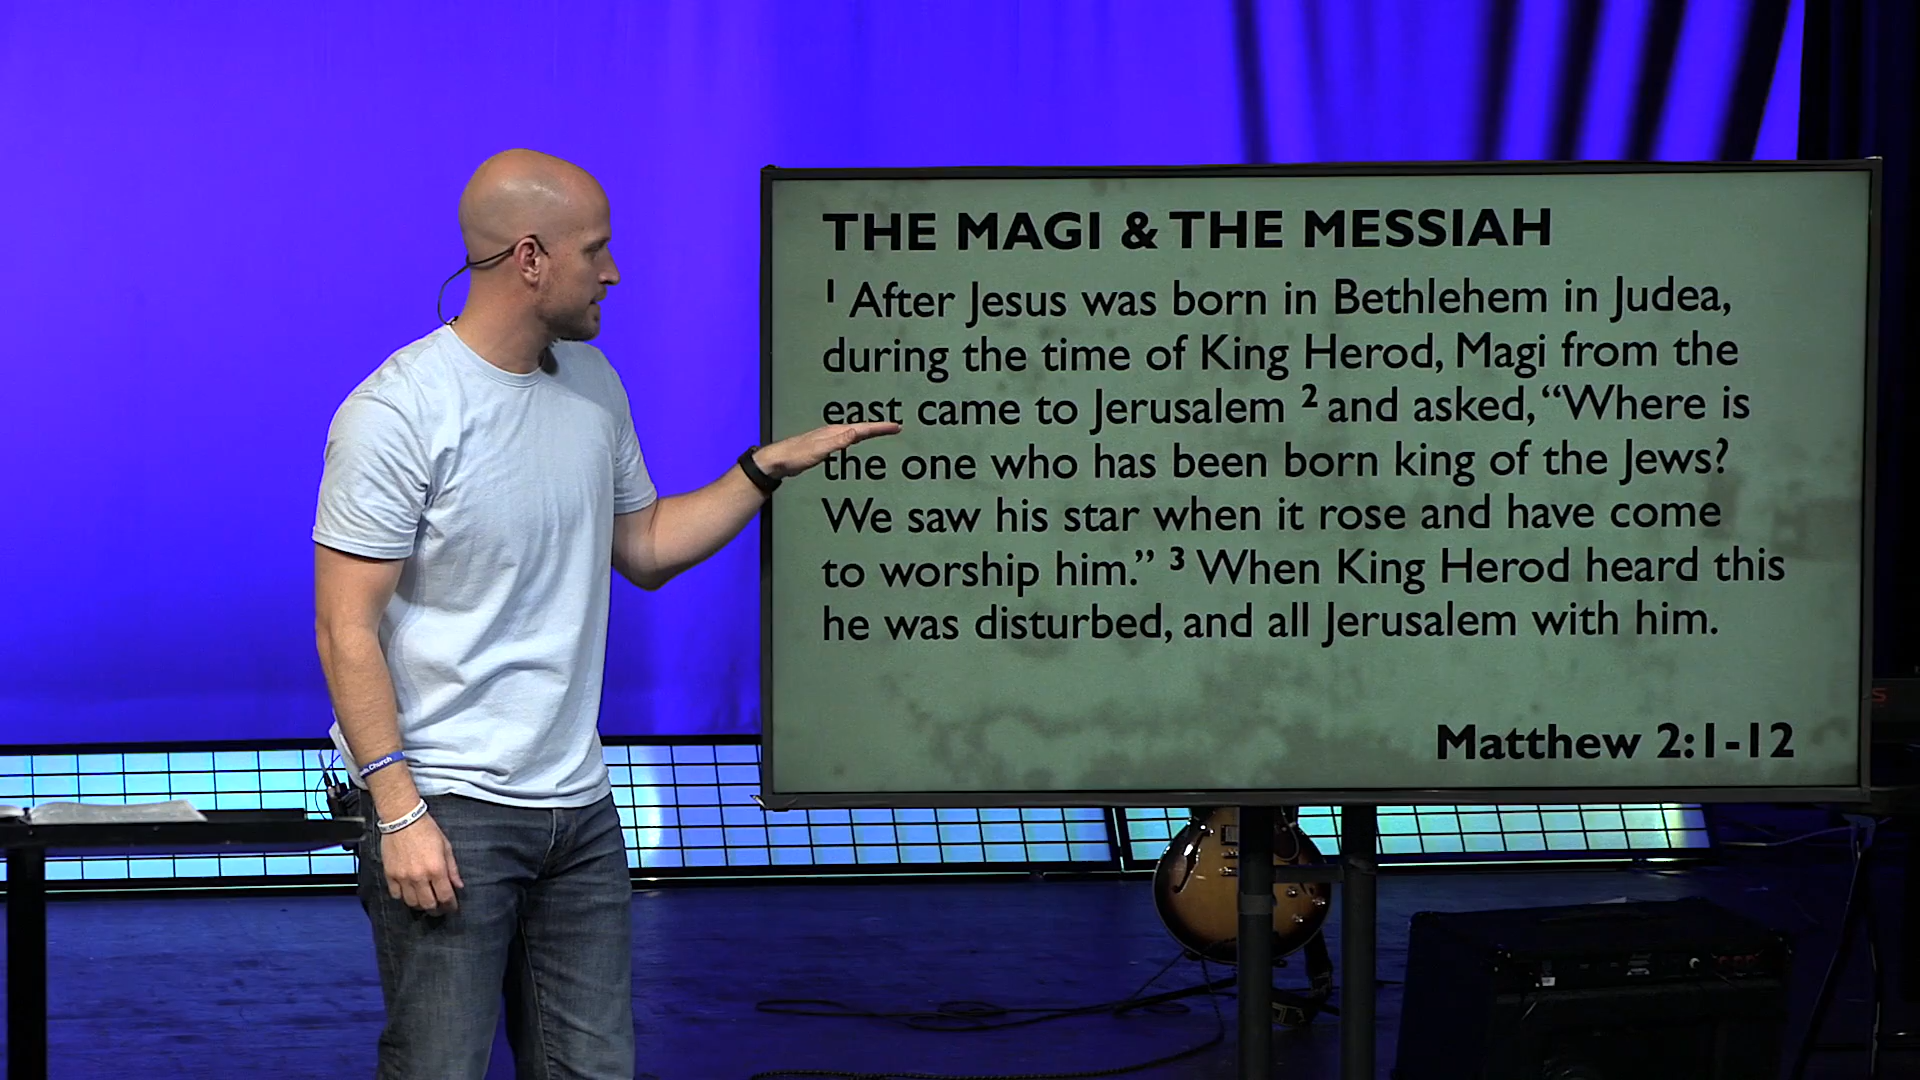 THE MAGI & THE MESSIAH
1 After Jesus was born in Bethlehem in Judea,
during the time of King Herod, Magi from the
east came to Jerusalem 2 and asked, “Where is
the one who has been born king of the Jews?
We saw his star when it rose and have come
to worship him.” 3 When King Herod heard this
he was disturbed, and all Jerusalem with him.
Matthew 2:1-12
Church
Group